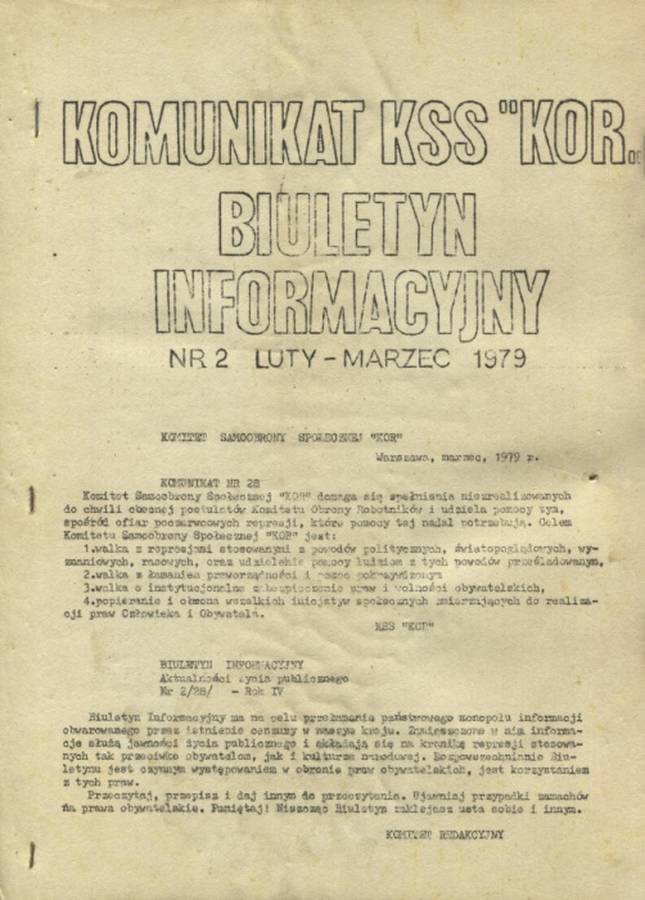 KOMUNIKAT KSS "KOR"
BIULETYN
INFORMACYJNY
NR 2 LUTY - MARZEC 1979
KOMITET SAMOOBRONY SPOŁECZNEJ "KOR"
Warszawa, marzec, 1979 r.
KOMUNIKAT NR 28
Komitet Samoobrony Społecznej "KOR" domaga się spełnienia niezrealizowanych
do chwili obecnej postulatów Komitetu Obrony Robotników i udziela pomocy tym,
spośród ofiar poczerwcowych represji, które pomocy tej nadal potrzebują. Celem
Komitetu Samoobrony Społecznej "KOR" jest:
1.walka z represjami stosowanymi z powodów politycznych, światopoglądowych, wy-
znaniowych, rasowych, oraz udzielanie pomocy ludziom z tych powodów prześladowanym,
2.walka z łamaniem praworządności i pomoc pokrzywdzonym
3.walka o instytucjonalne zabezpieczenie praw i wolności obywatelskich,
4.popieranie i obrona wszelkich inicjatyw społecznych zmierzających do realiza-
cji praw Człowieka i Obywatela.
KSS "KOR"
BIULETYN INFORMACYJNY
Aktualności życia publicznego
Nr 2/28/ - Rok IV
Biuletyn Informacyjny ma na celu przełamanie państwowego monopolu informacji
obwarowanego przez istnienie cenzury w naszym kraju. Zamieszczone w nim informa-
cje służą jawności życia publicznego i składają się na kronikę represji stosowa-
nych tak przeciwko obywatelom, jak i kulturze narodowej. Rozpowszechnianie Biu-
letynu jest czynnym występowaniem w obronie praw obywatelskich, jest korzystaniem
z tych praw.
Przeczytaj, przepisz i daj innym do przeczytania. Ujawniaj przypadki zamachów
na prawa obywatelskie. Pamiętaj! Niszcząc Biuletyn zaklejasz usta sobie i innym.
KOMITET REDAKCYJNY